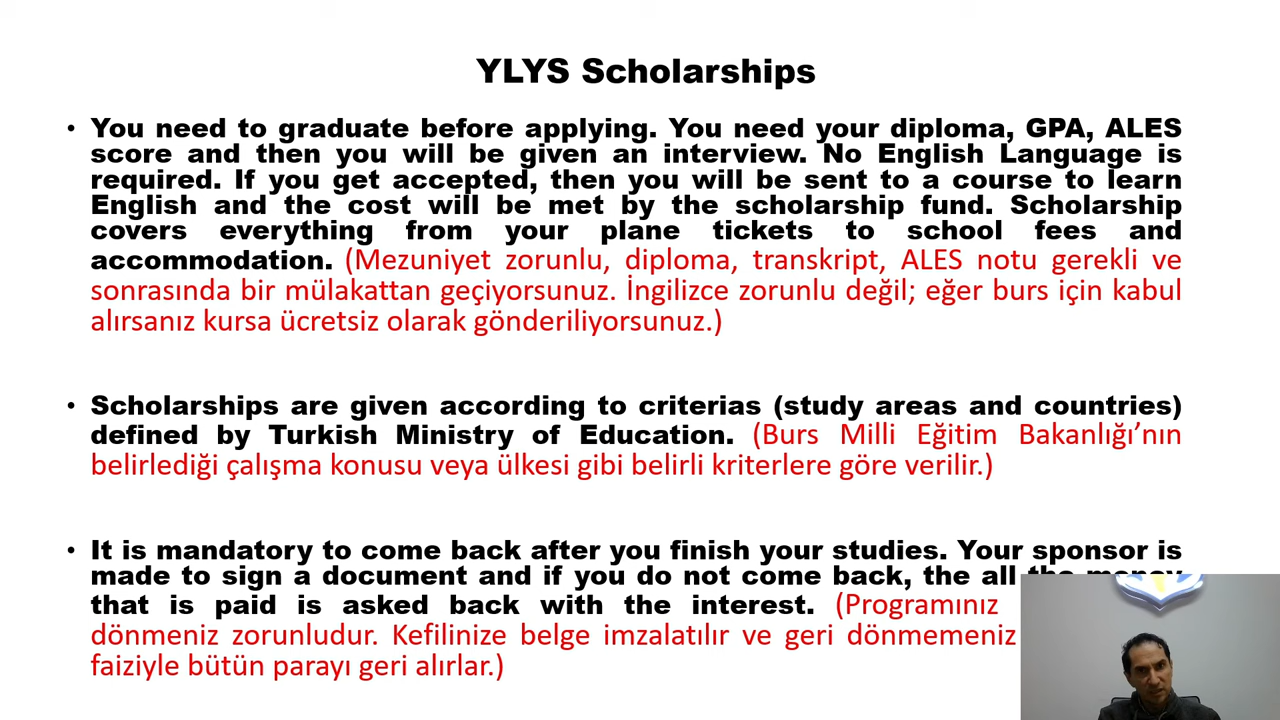 YLYS Scholarships
• You need to graduate before applying. You need your diploma, GPA, ALES
score and then you will be given an interview. No English Language is
required. If you get accepted, then you will be sent to a course to learn
English and the cost will be met by the scholarship fund. Scholarship
covers everything from your plane tickets to school fees and
accommodation. (Mezuniyet zorunlu, diploma, transkript, ALES notu gerekli ve
sonrasında bir mülakattan geçiyorsunuz. İngilizce zorunlu değil; eğer burs için kabul
alırsanız kursa ücretsiz olarak gönderiliyorsunuz.)
• Scholarships are given according to criterias (study areas and countries)
defined by Turkish Ministry of Education. (Burs Milli Eğitim Bakanlığı’nın
belirlediği çalışma konusu veya ülkesi gibi belirli kriterlere göre verilir.)
• It is mandatory to come back after you finish your studies. Your sponsor is
made to sign a document and if you do not come back, the all the money
that is paid is asked back with the interest. (Programınız
dönmeniz zorunludur. Kefilinize belge imzalatılır ve geri dönmemeniz
faiziyle bütün parayı geri alırlar.)